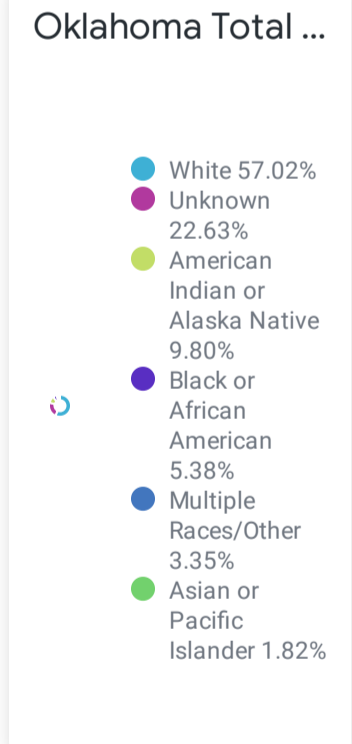 Oklahoma Total ...
White 57.02%
Unknown
22.63%
American
Indian or
Alaska Native
9.80%
Black or
African
American
5.38%
Multiple
Races/Other
3.35%
Asian or
Pacific
Islander 1.82%